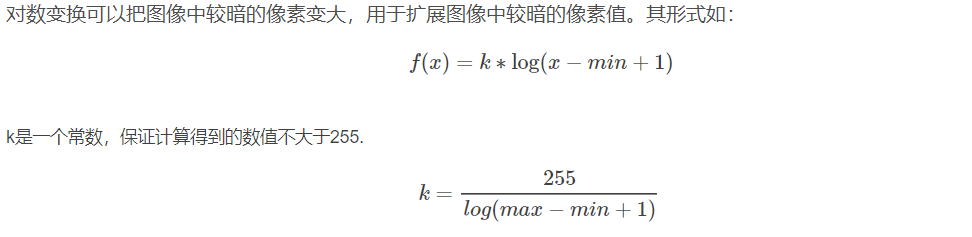 对数变换可以把图像中较暗的像素变大，用于扩展图像中较暗的像素值。其形式如：
f(x) = k ∗ log(x − min + 1)
k是一个常数，保证计算得到的数值不大于255.
k = 255 / log(max − min + 1)